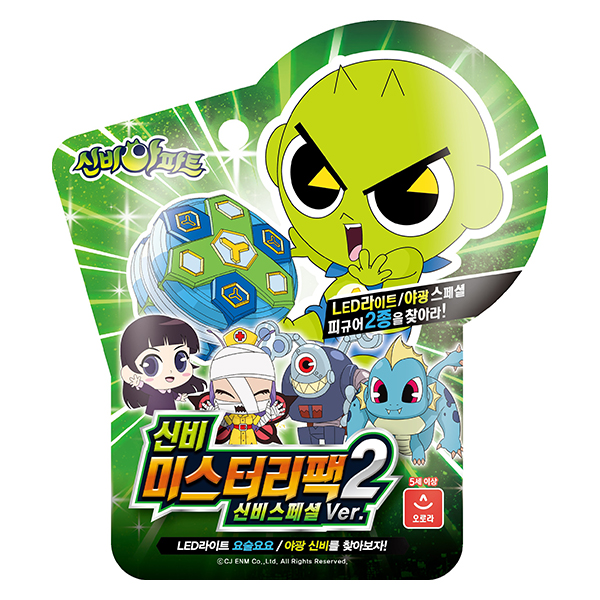 신비아파트
LED라이트/야광 스페셜
피규어 2종을 찾아라!
신비
미스터리팩2
신비스페셜 Ver.
5세 이상
오로라
LED라이트 요술요요 / 야광 신비를 찾아보자!
©CJ ENM Co.,Ltd, All Rights Reserved.